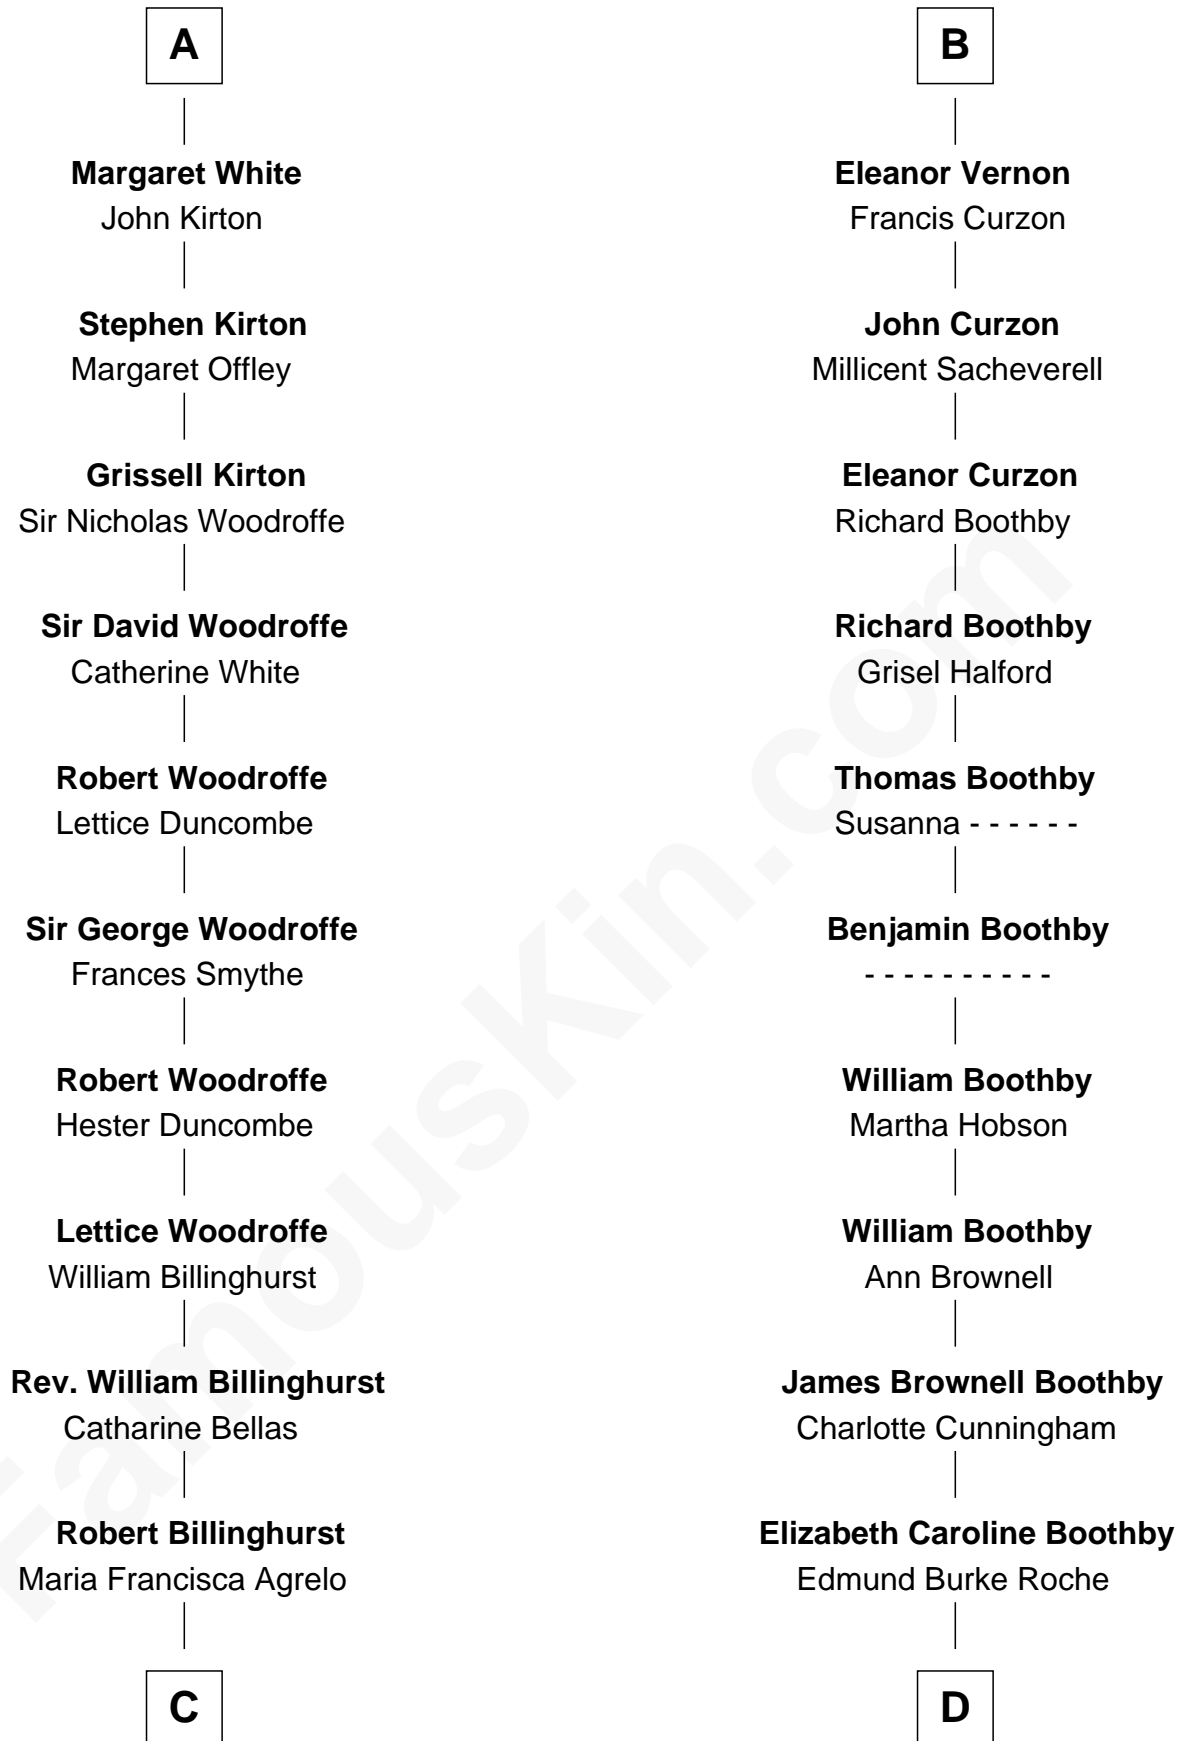 A
Margaret White
John Kirton
Stephen Kirton
Margaret Offley
Grissell Kirton
Sir Nicholas Woodroffe
Sir David Woodroffe
Catherine White
Robert Woodroffe
Lettice Duncombe
Sir George Woodroffe
Frances Smythe
Robert Woodroffe
Hester Duncombe
Lettice Woodroffe
William Billinghurst
Rev. William Billinghurst
Catharine Bellas
Robert Billinghurst
Maria Francisca Agrelo
C
B
Eleanor Vernon
Francis Curzon
John Curzon
Millicent Sacheverell
Eleanor Curzon
Richard Boothby
Richard Boothby
Grisel Halford
Thomas Boothby
Susanna - - - - - -
Benjamin Boothby
- - - - - - - - - -
William Boothby
Martha Hobson
William Boothby
Ann Brownell
James Brownell Boothby
Charlotte Cunningham
Elizabeth Caroline Boothby
Edmund Burke Roche
D
FamousKin.com